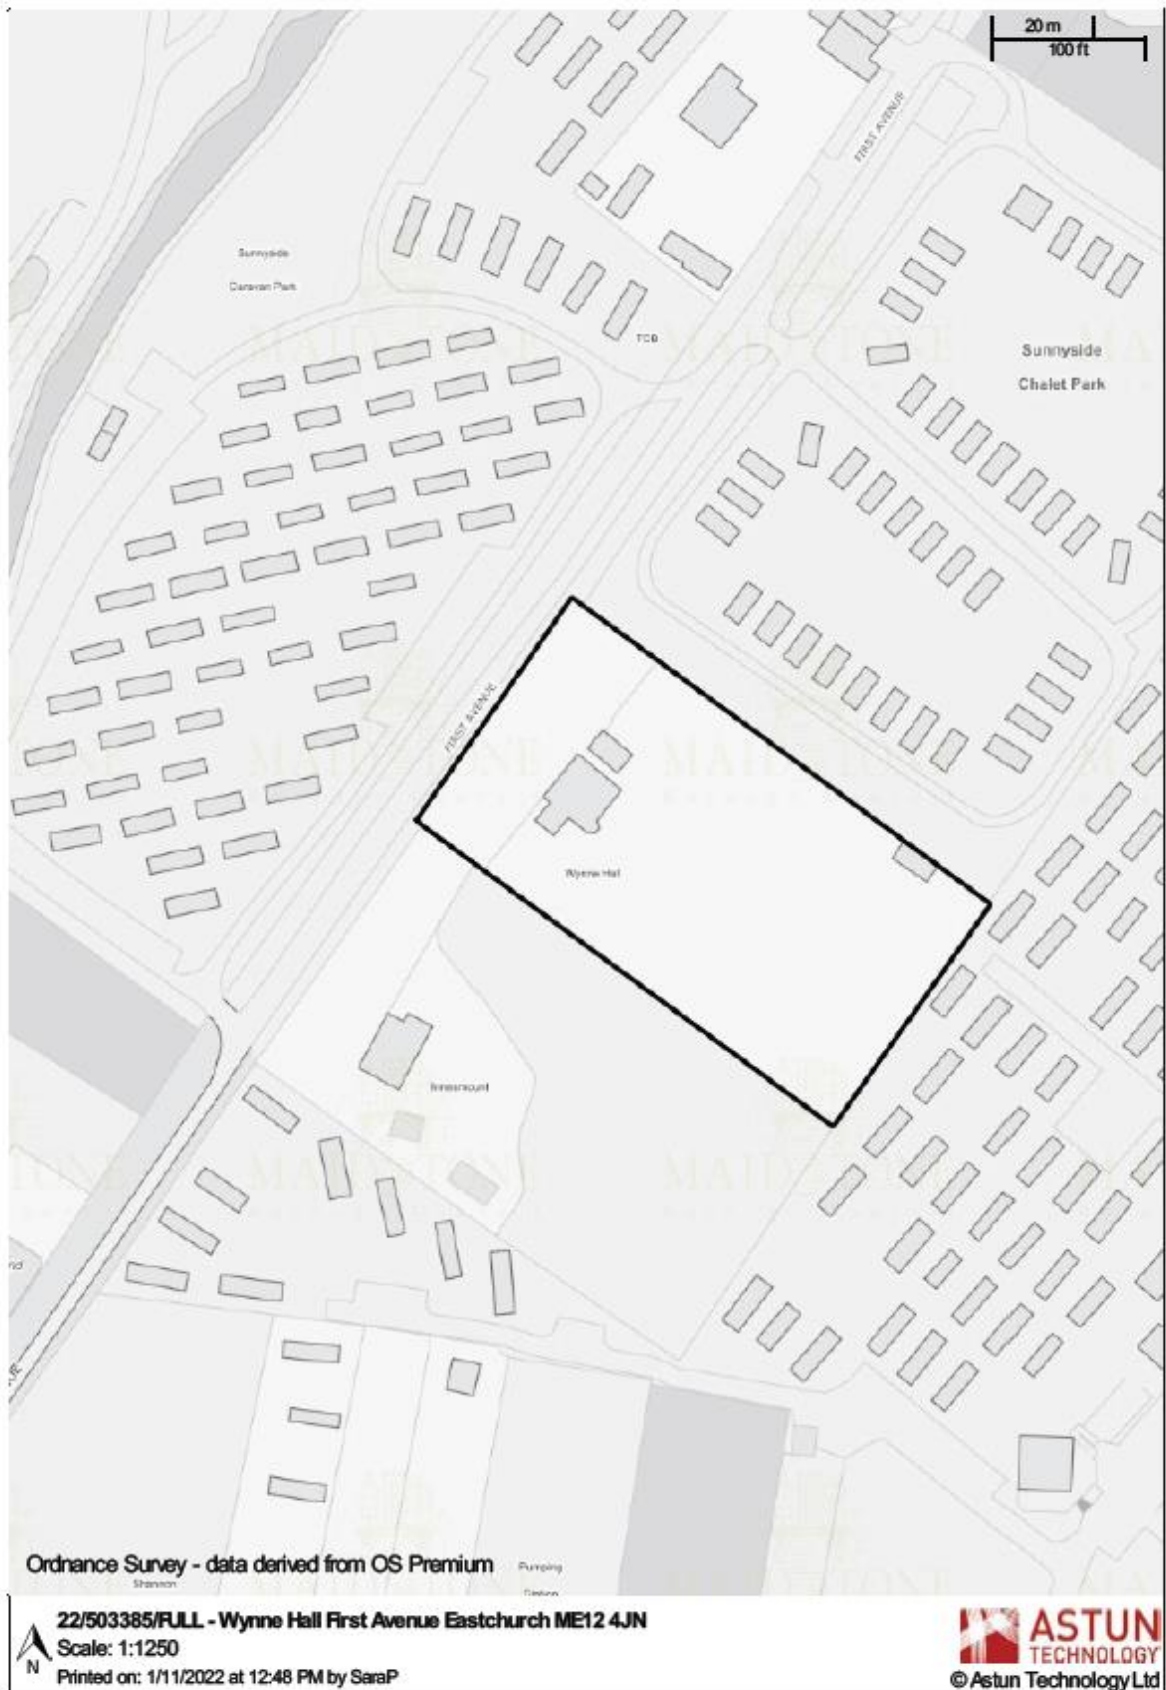 20 m
100 ft
FIRST AVENUE
Sunnyside
Caravan Park
TCB
Sunnyside
Chalet Park
FIRST AVENUE
Wynne Hall
MAIDSTONE
Ordnance Survey - data derived from OS Premium
Shannon
Pumping
Station
22/503385/FULL - Wynne Hall First Avenue Eastchurch ME12 4JN
Scale: 1:1250
N
Printed on: 1/11/2022 at 12:48 PM by SaraP
ASTUN
TECHNOLOGY
© Astun Technology Ltd